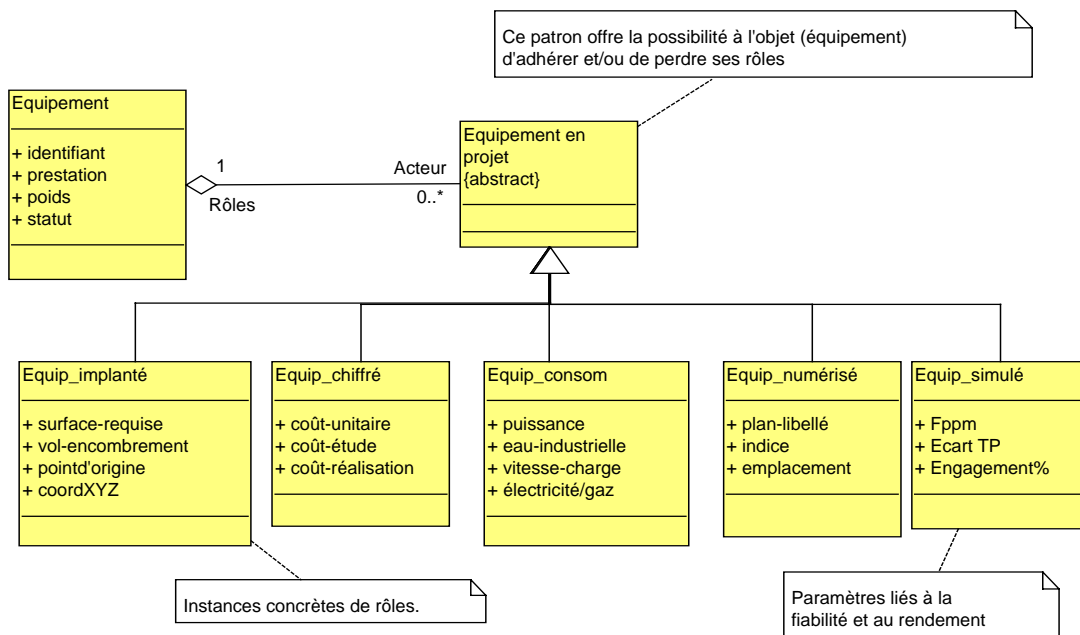 Ce patron offre la possibilité à l'objet (équipement)
d'adhérer et/ou de perdre ses rôles
Equipement
+ identifiant
+ prestation
+ poids
+ statut
1
Rôles
Acteur
0..*
Equipement en
projet
{abstract}
Equip_implanté
+ surface-requise
+ vol-encombrement
+ pointd'origine
+ coordXYZ
Equip_chiffré
+ coût-unitaire
+ coût-étude
+ coût-réalisation
Equip_consom
+ puissance
+ eau-industrielle
+ vitesse-charge
+ électricité/gaz
Equip_numérisé
+ plan-libellé
+ indice
+ emplacement
Equip_simulé
+ Fppm
+ Ecart TP
+ Engagement%
Instances concrètes de rôles.
Paramètres liés à la
fiabilité et au rendement